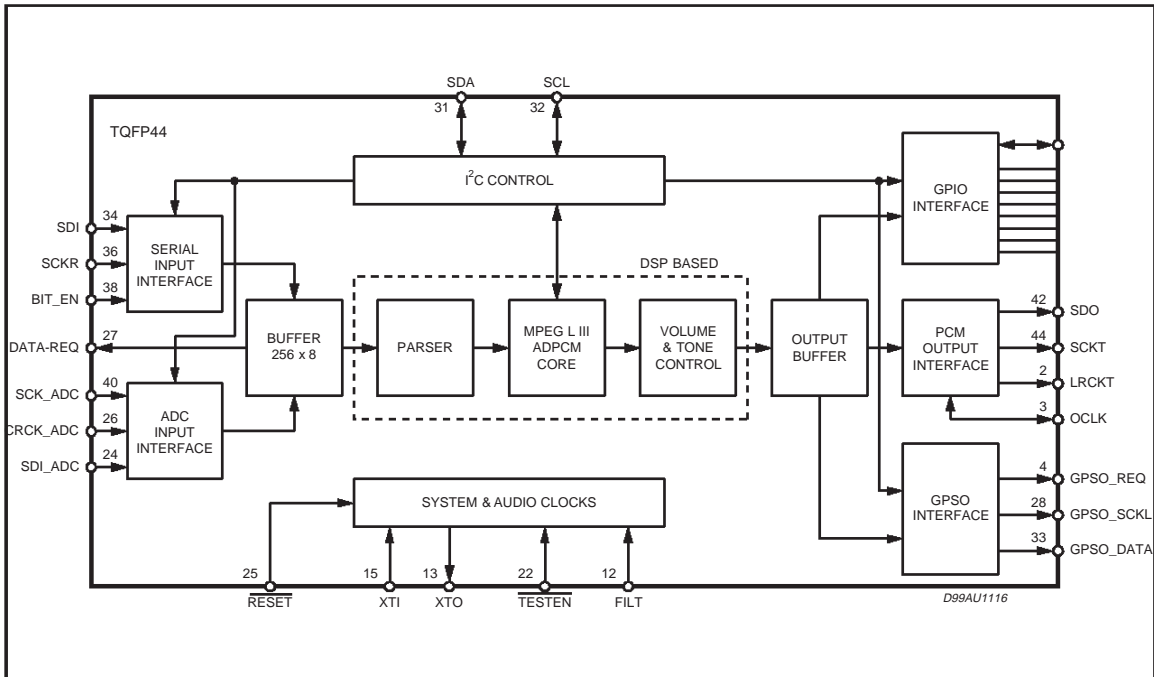 SDA
SCL
31
32
TQFP44
I2C CONTROL
GPIO
INTERFACE
SDI
34
SCKR
36
BIT_EN
38
SERIAL
INPUT
INTERFACE
DSP BASED
DATA-REQ
27
BUFFER
256 x 8
PARSER
MPEG L III
ADPCM
CORE
VOLUME
& TONE
CONTROL
OUTPUT
BUFFER
PCM
OUTPUT
INTERFACE
42
SDO
44
SCKT
2
LRCKT
3
OCLK
SCK_ADC
40
CRCK_ADC
26
SDI_ADC
24
ADC
INPUT
INTERFACE
SYSTEM & AUDIO CLOCKS
GPSO
INTERFACE
4
GPSO_REQ
28
GPSO_SCKL
33
GPSO_DATA
25
15
13
22
12
RESET
XTI
XTO
TESTEN
FILT
D99AU1116